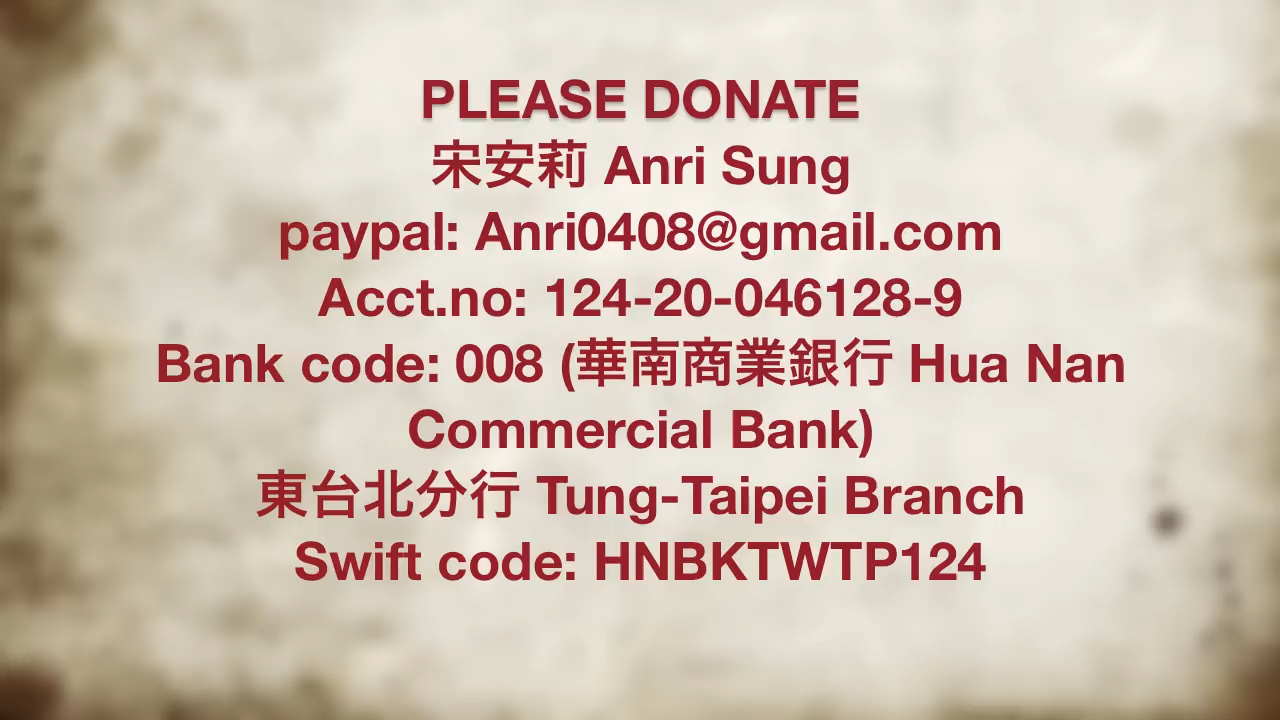 PLEASE DONATE
宋安莉 Anri Sung
paypal: Anri0408@gmail.com
Acct.no: 124-20-046128-9
Bank code: 008 (華南商業銀行 Hua Nan
Commercial Bank)
東台北分行 Tung-Taipei Branch
Swift code: HNBKTWTP124